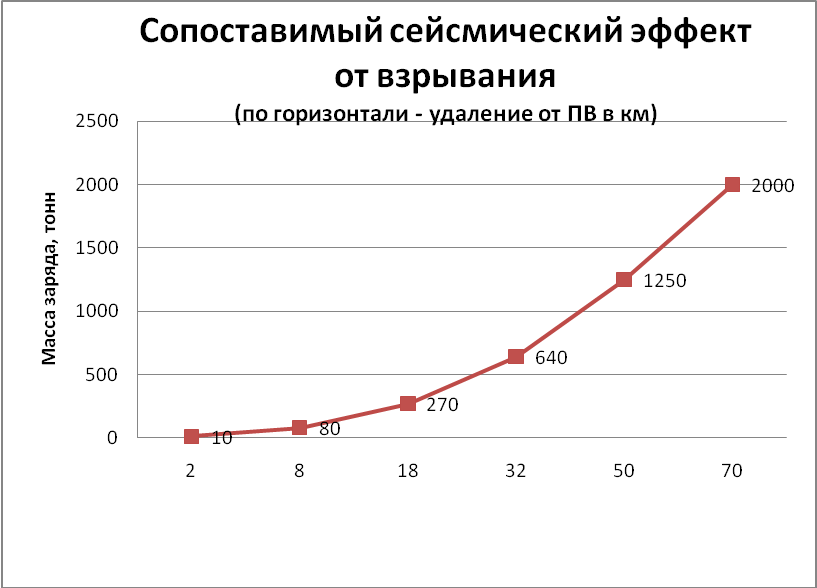 Сопоставимый сейсмический эффект
от взрывания
(по горизонтали - удаление от ПВ в км)
Масса заряда, тонн
2500
2000
1500
1000
500
0
10
80
270
640
1250
2000
2 8 18 32 50 70